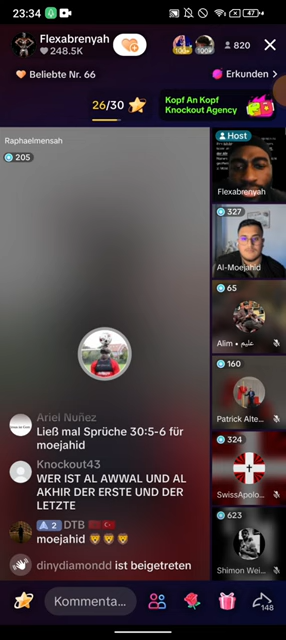 23:34
47
Flexabrenyah
248.5K
820
Beliebte Nr. 66
Erkunden >
26/30
Kopf An Kopf
Knockout Agency
Raphaelmensah
205
Host
Flexabrenyah
327
Al-Moejahid
65
Alim • عليم
160
Patrick Alte...
324
SwissApolo...
623
Shimon Wei...
Ariel Nuñez
Ließ mal Sprüche 30:5-6 für
moejahid
Knockout43
WER IST AL AWWAL UND AL
AKHIR DER ERSTE UND DER
LETZTE
2 DTB
moejahid 🦁🦁🦁
dinydiamondd ist beigetreten
Kommenta...
148